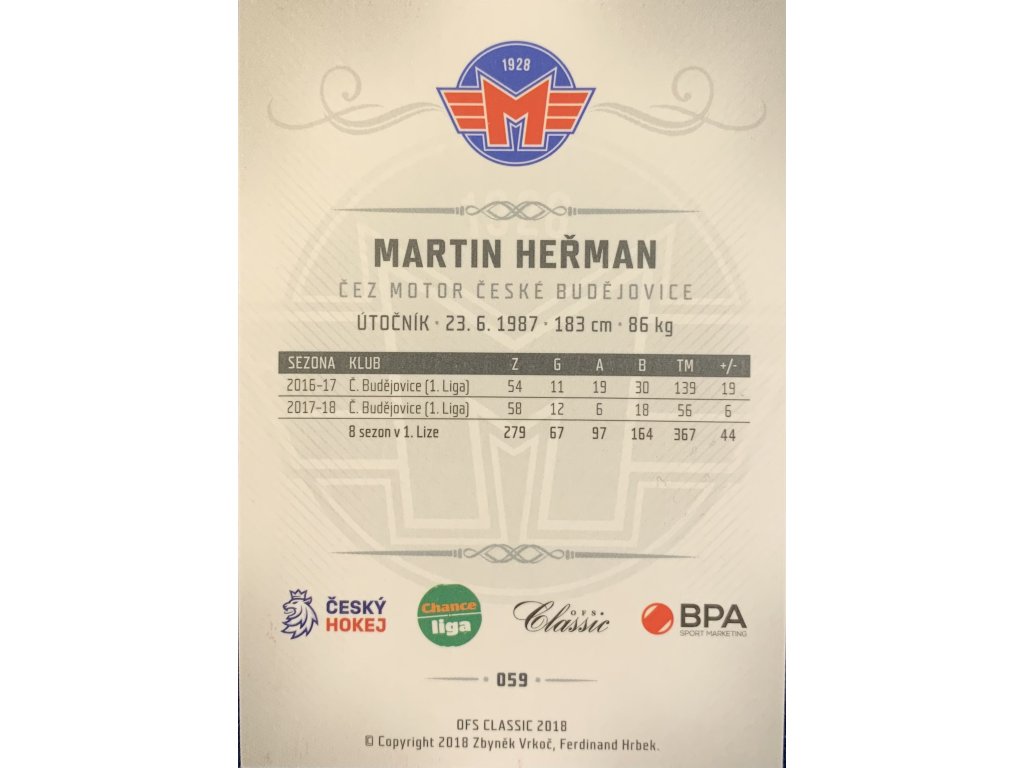 1928
M
MARTIN HEŘMAN
ČEZ MOTOR ČESKÉ BUDĚJOVICE
ÚTOČNÍK · 23. 6. 1987 · 183 cm · 86 kg
SEZONA KLUB Z G A B TM +/-
2016-17 Č. Budějovice (1. Liga) 54 11 19 30 139 19
2017-18 Č. Budějovice (1. Liga) 58 12 6 18 56 6
8 sezon v 1. Lize 279 67 97 164 367 44
ČESKÝ
HOKEJ
Chance
liga
OFS
Classic
BPA
SPORT MARKETING
· 059 ·
OFS CLASSIC 2018
© Copyright 2018 Zbyněk Vrkoč, Ferdinand Hrbek.